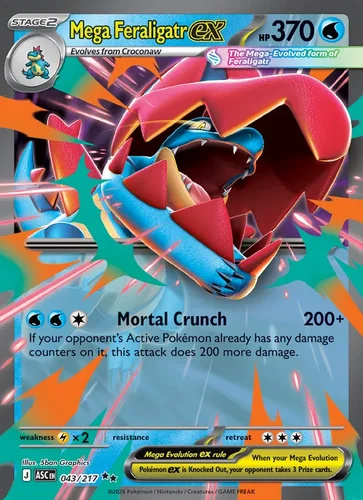 STAGE2
Mega Feraligatr ex HP 370
Evolves from Croconaw
The Mega-Evolved form of
Feraligatr
Mortal Crunch 200+
If your opponent's Active Pokémon already has any damage
counters on it, this attack does 200 more damage.
weakness ×2 resistance retreat
Illus. 5ban Graphics
J ASC EN 043/217
Mega Evolution ex rule
When your Mega Evolution
Pokémon ex is Knocked Out, your opponent takes 3 Prize cards.
©2026 Pokémon / Nintendo / Creatures / GAME FREAK